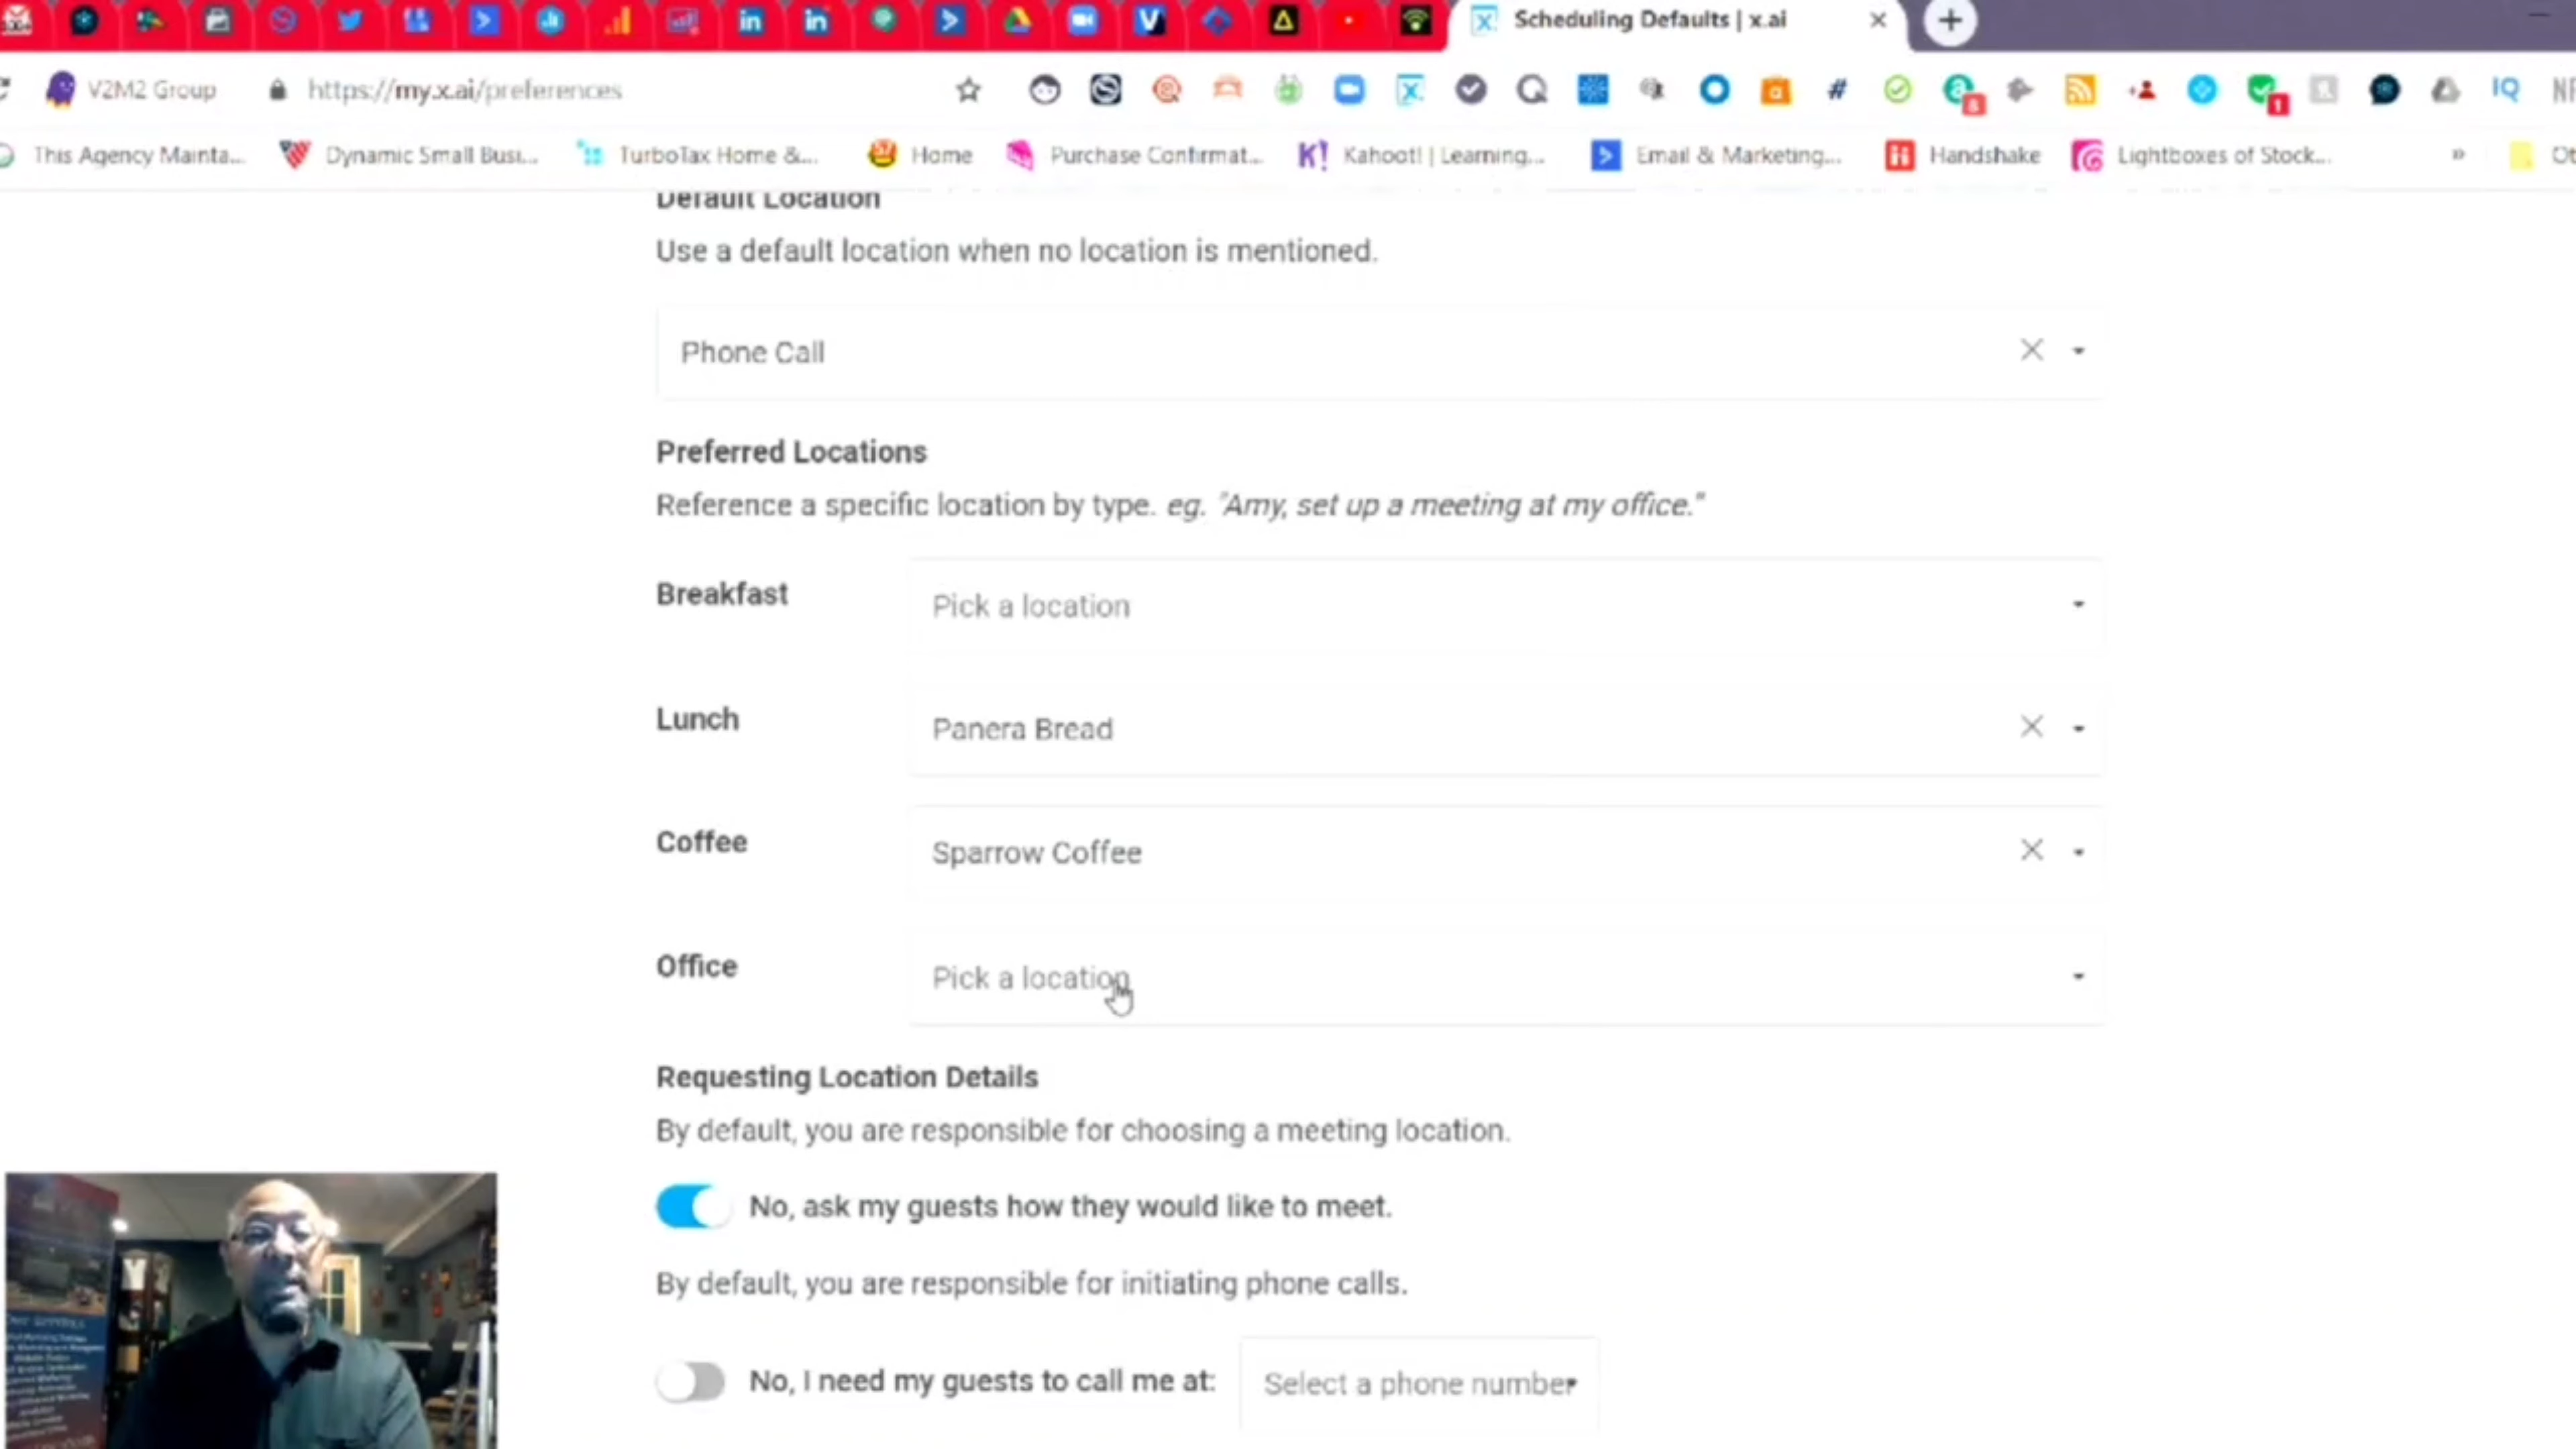 Scheduling Defaults | x.ai
V2M2 Group
https://my.x.ai/preferences
This Agency Mainta...
Dynamic Small Busi...
TurboTax Home &...
Home
Purchase Confirmat...
Kahoot! | Learning...
Email & Marketing...
Handshake
Lightboxes of Stock...
»
Default Location
Use a default location when no location is mentioned.
Phone Call
Preferred Locations
Reference a specific location by type. eg. "Amy, set up a meeting at my office."
Breakfast Pick a location
Lunch Panera Bread
Coffee Sparrow Coffee
Office Pick a location
Requesting Location Details
By default, you are responsible for choosing a meeting location.
No, ask my guests how they would like to meet.
By default, you are responsible for initiating phone calls.
No, I need my guests to call me at: Select a phone number